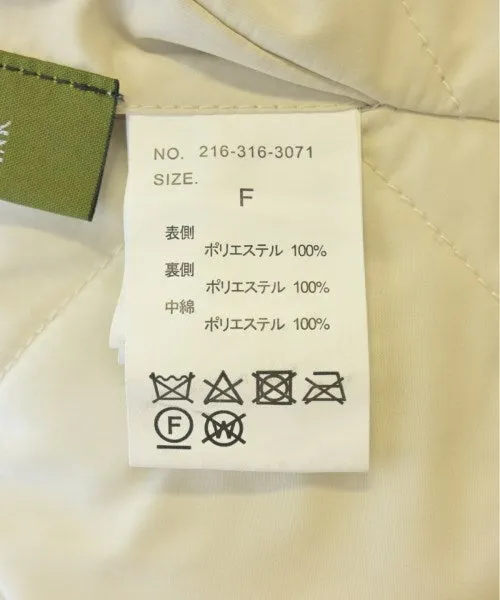 NO. 216-316-3071
SIZE.
F
表側
ポリエステル 100%
裏側
ポリエステル 100%
中綿
ポリエステル 100%
F W